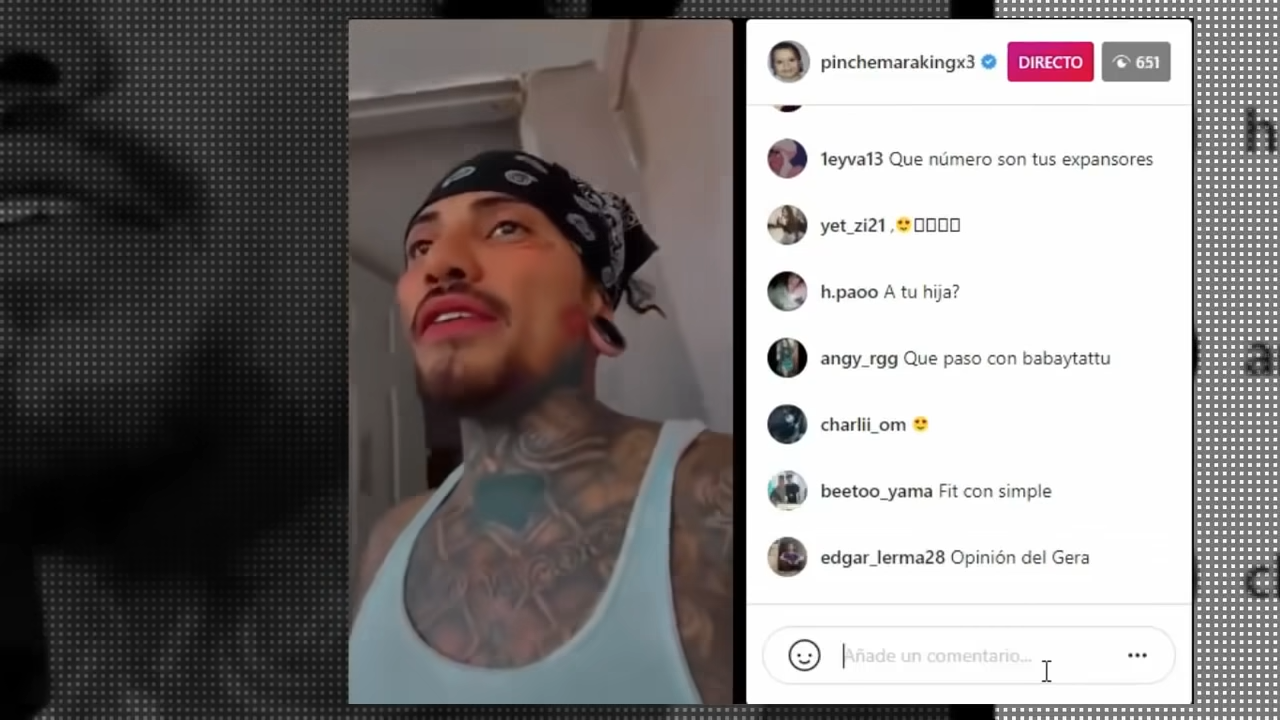 pinchemarakingx3 DIRECTO 651
1eyva13 Que número son tus expansores
yet_zi21 ,😍
h.paoo A tu hija?
angy_rgg Que paso con babaytattu
charlii_om 😍
beetoo_yama Fit con simple
edgar_lerma28 Opinión del Gera
Añade un comentario...
h
a
c